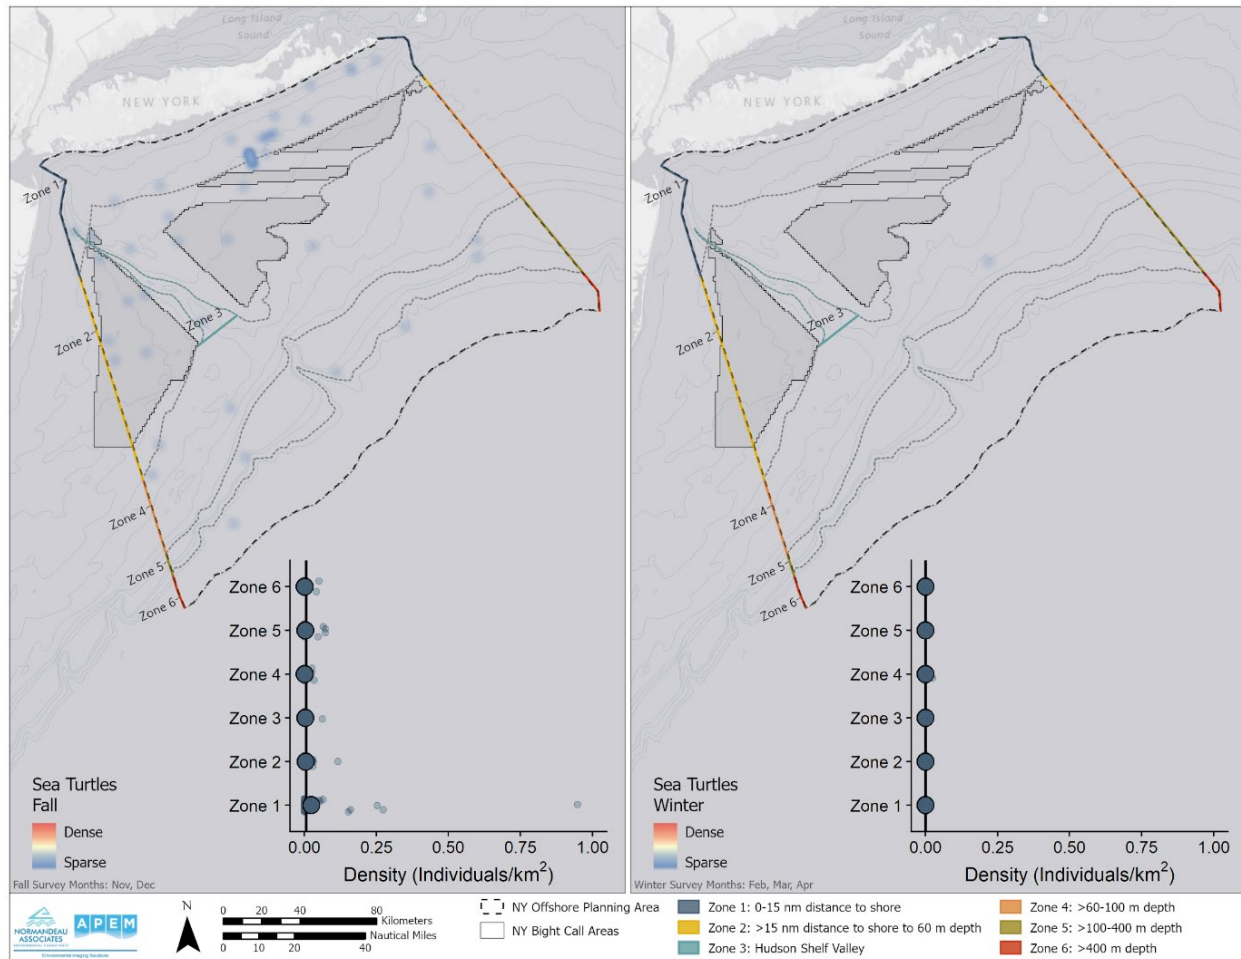 Long Island
Sound
NEW YORK
Zone 1
Zone 2
Zone 3
Zone 4
Zone 5
Zone 6
Zone 6
Zone 5
Zone 4
Zone 3
Zone 2
Zone 1
0.00 0.25 0.50 0.75 1.00
Density (Individuals/km²)
Sea Turtles
Fall
Dense
Sparse
Fall Survey Months: Nov, Dec
Long Island
Sound
NEW YORK
Zone 1
Zone 2
Zone 3
Zone 4
Zone 5
Zone 6
Zone 6
Zone 5
Zone 4
Zone 3
Zone 2
Zone 1
0.00 0.25 0.50 0.75 1.00
Density (Individuals/km²)
Sea Turtles
Winter
Dense
Sparse
Winter Survey Months: Feb, Mar, Apr
NORMANDEAU
ASSOCIATES
ENVIRONMENTAL CONSULTANTS
APEM
Environmental Imaging Solutions
N
0 20 40 60 80
Kilometers
Nautical Miles
0 10 20 40
NY Offshore Planning Area
NY Bight Call Areas
Zone 1: 0-15 nm distance to shore
Zone 2: >15 nm distance to shore to 60 m depth
Zone 3: Hudson Shelf Valley
Zone 4: >60-100 m depth
Zone 5: >100-400 m depth
Zone 6: >400 m depth